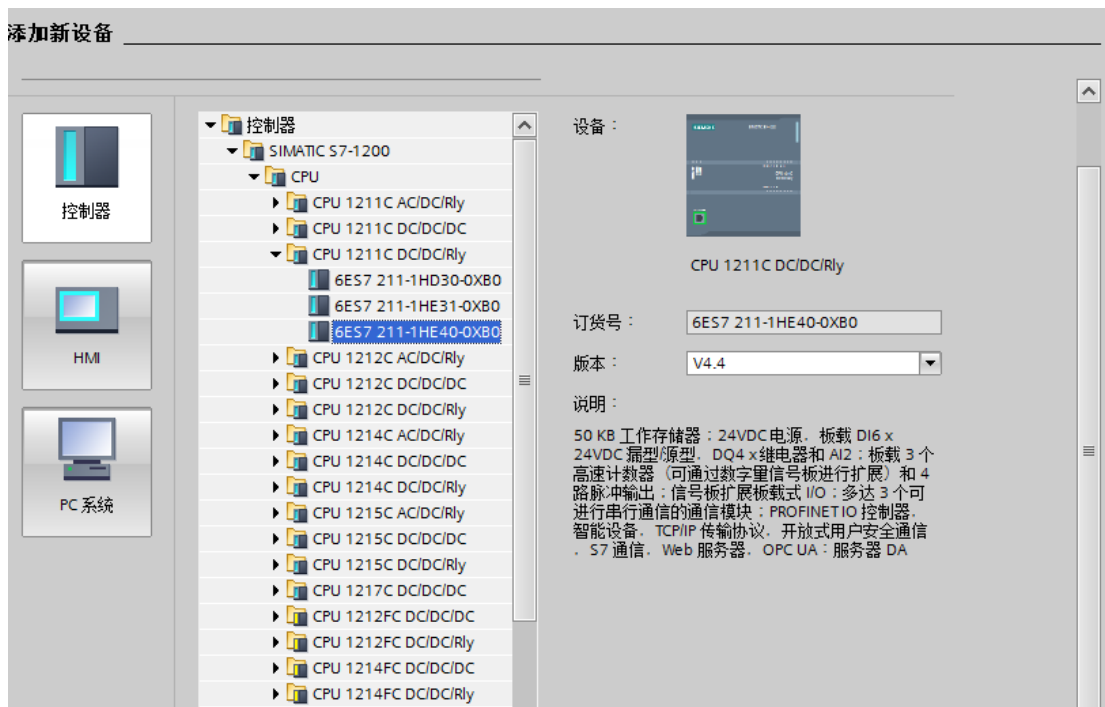 添加新设备
控制器
HMI
PC 系统
控制器
SIMATIC S7-1200
CPU
CPU 1211C AC/DC/Rly
CPU 1211C DC/DC/DC
CPU 1211C DC/DC/Rly
6ES7 211-1HD30-0XB0
6ES7 211-1HE31-0XB0
6ES7 211-1HE40-0XB0
CPU 1212C AC/DC/Rly
CPU 1212C DC/DC/DC
CPU 1212C DC/DC/Rly
CPU 1214C AC/DC/Rly
CPU 1214C DC/DC/DC
CPU 1214C DC/DC/Rly
CPU 1215C AC/DC/Rly
CPU 1215C DC/DC/DC
CPU 1215C DC/DC/Rly
CPU 1217C DC/DC/DC
CPU 1212FC DC/DC/DC
CPU 1212FC DC/DC/Rly
CPU 1214FC DC/DC/DC
CPU 1214FC DC/DC/Rly
设备：
CPU 1211C DC/DC/Rly
订货号： 6ES7 211-1HE40-0XB0
版本： V4.4
说明：
50 KB 工作存储器；24VDC电源，板载 DI6 x
24VDC 漏型/源型，DQ4 x继电器和 AI2；板载 3 个
高速计数器（可通过数字量信号板进行扩展）和 4
路脉冲输出；信号板扩展板载式 I/O；多达 3 个可
进行串行通信的通信模块；PROFINET IO 控制器，
智能设备，TCP/IP 传输协议，开放式用户安全通信
，S7 通信，Web 服务器，OPC UA：服务器 DA